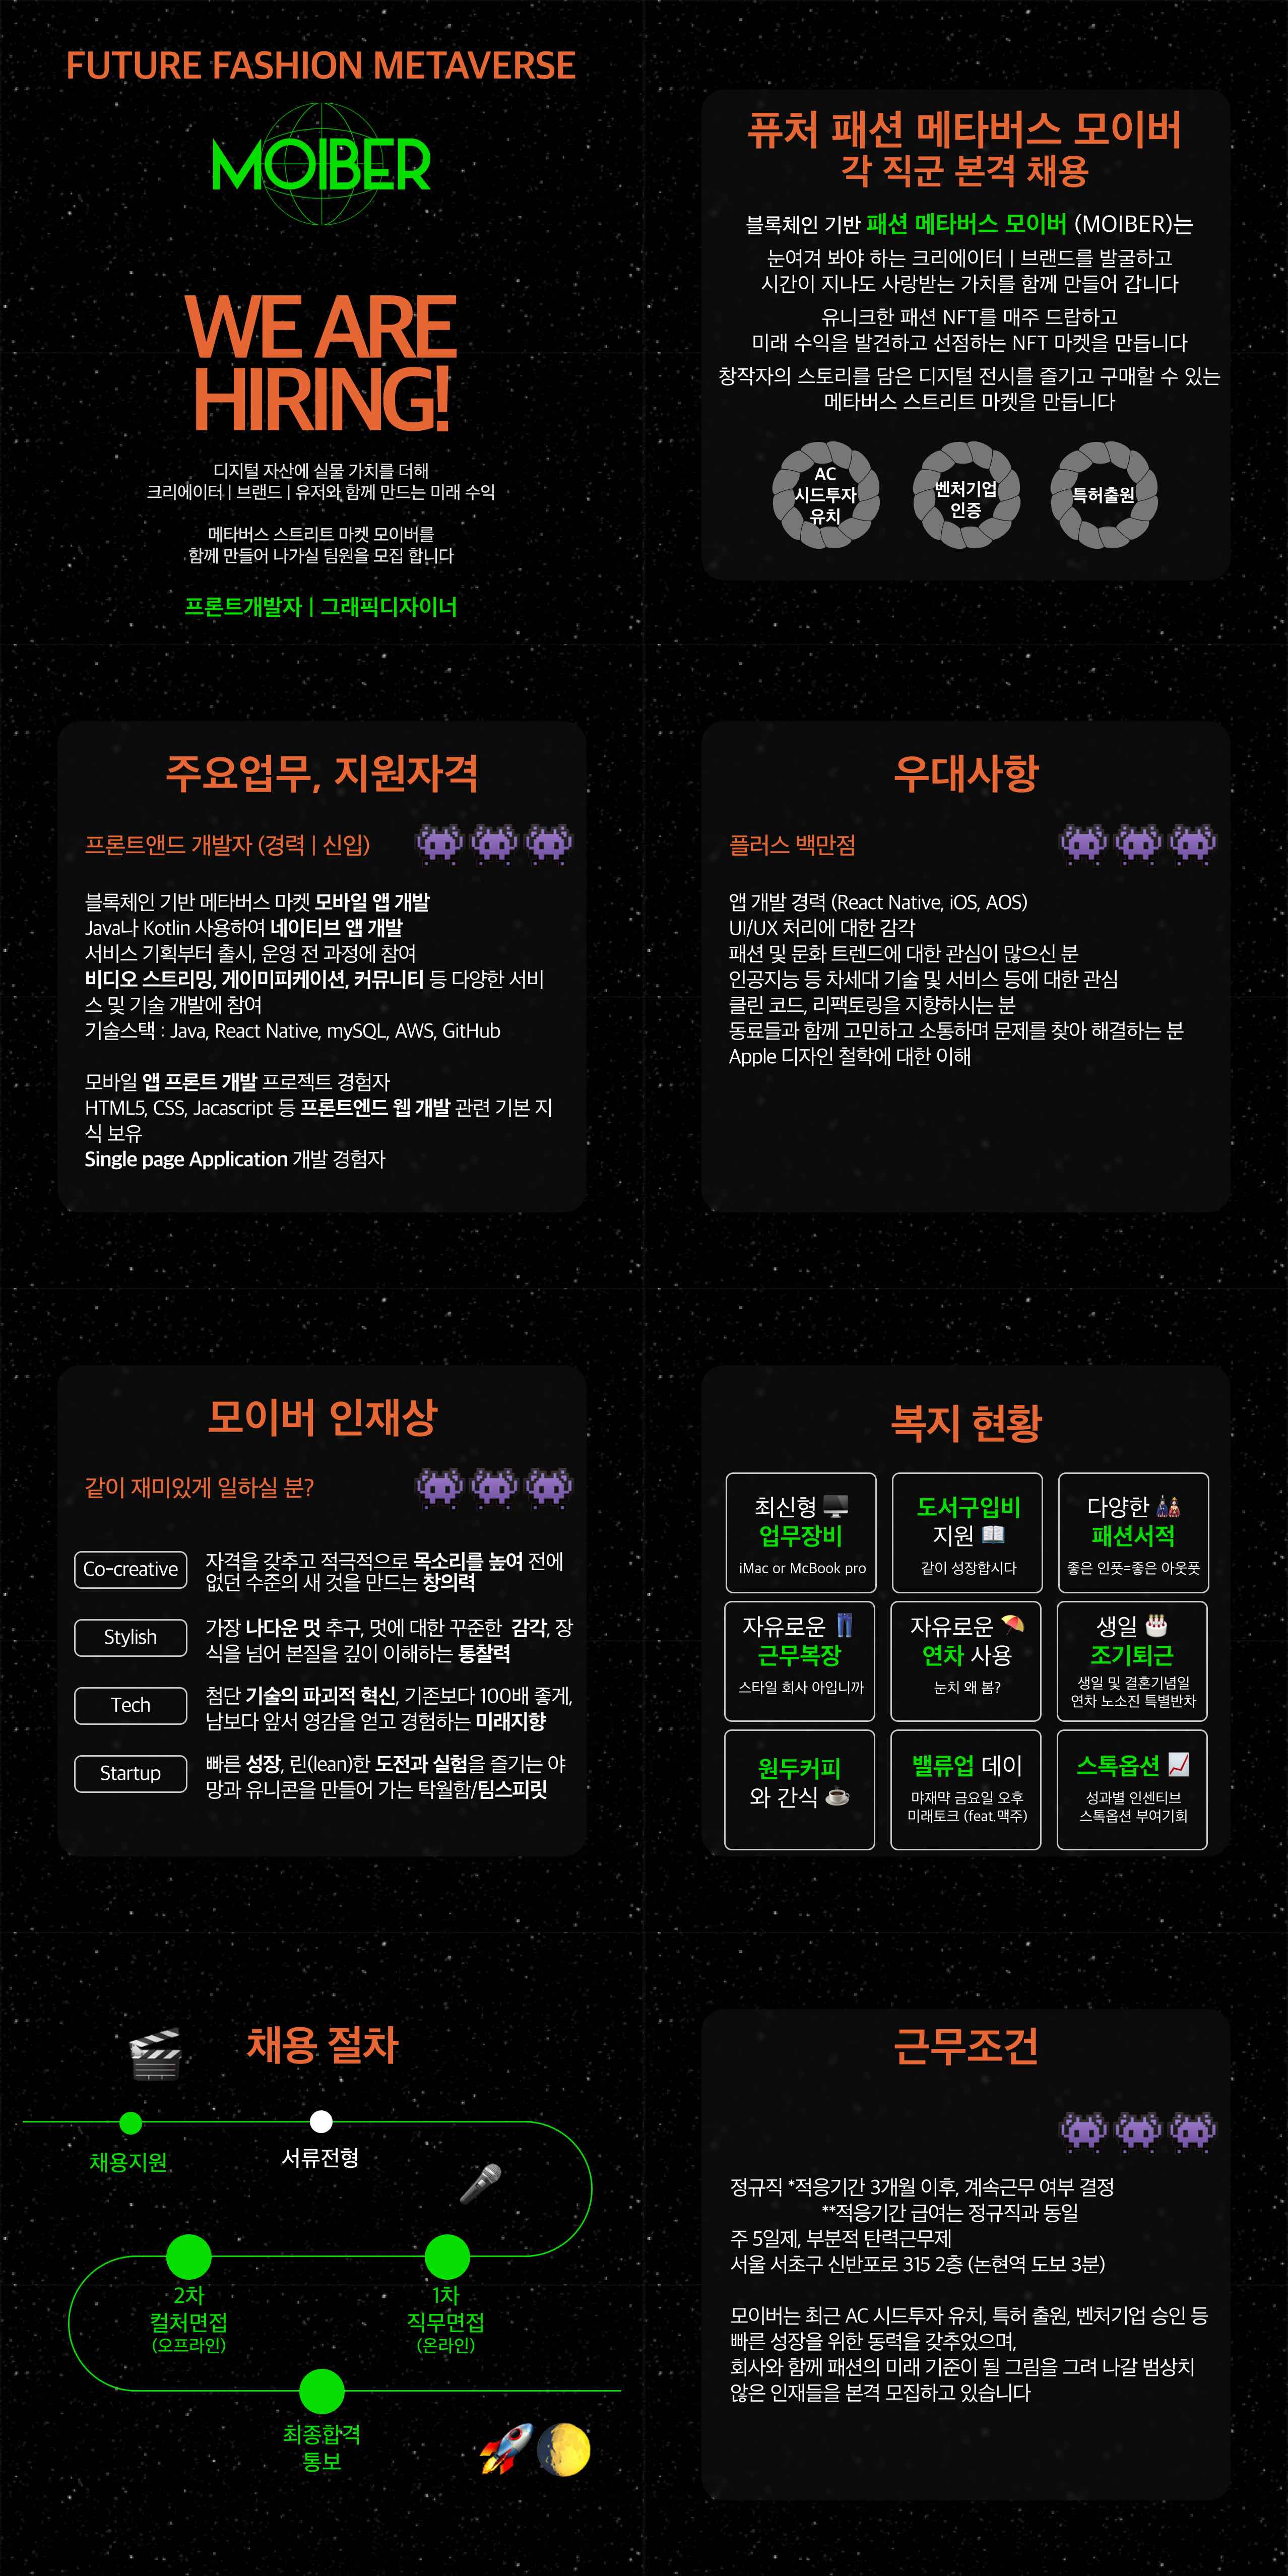 FUTURE FASHION METAVERSE
MOIBER
WE ARE
HIRING!
디지털 자산에 실물 가치를 더해
크리에이터 | 브랜드 | 유저와 함께 만드는 미래 수익
메타버스 스트리트 마켓 모이버를
함께 만들어 나가실 팀원을 모집 합니다
프론트개발자 | 그래픽디자이너
퓨처 패션 메타버스 모이버
각 직군 본격 채용
블록체인 기반 패션 메타버스 모이버 (MOIBER)는
눈여겨 봐야 하는 크리에이터 | 브랜드를 발굴하고
시간이 지나도 사랑받는 가치를 함께 만들어 갑니다
유니크한 패션 NFT를 매주 드랍하고
미래 수익을 발견하고 선점하는 NFT 마켓을 만듭니다
창작자의 스토리를 담은 디지털 전시를 즐기고 구매할 수 있는
메타버스 스트리트 마켓을 만듭니다
AC
시드투자
유치
벤처기업
인증
특허출원
주요업무, 지원자격
프론트앤드 개발자 (경력 | 신입)
블록체인 기반 메타버스 마켓 모바일 앱 개발
Java나 Kotlin 사용하여 네이티브 앱 개발
서비스 기획부터 출시, 운영 전 과정에 참여
비디오 스트리밍, 게이미피케이션, 커뮤니티 등 다양한 서비
스 및 기술 개발에 참여
기술스택 : Java, React Native, mySQL, AWS, GitHub
모바일 앱 프론트 개발 프로젝트 경험자
HTML5, CSS, Jacascript 등 프론트엔드 웹 개발 관련 기본 지
식 보유
Single page Application 개발 경험자
우대사항
플러스 백만점
앱 개발 경력 (React Native, iOS, AOS)
UI/UX 처리에 대한 감각
패션 및 문화 트렌드에 대한 관심이 많으신 분
인공지능 등 차세대 기술 및 서비스 등에 대한 관심
클린 코드, 리팩토링을 지향하시는 분
동료들과 함께 고민하고 소통하며 문제를 찾아 해결하는 분
Apple 디자인 철학에 대한 이해
모이버 인재상
같이 재미있게 일하실 분?
Co-creative
자격을 갖추고 적극적으로 목소리를 높여 전에
없던 수준의 새 것을 만드는 창의력
Stylish
가장 나다운 멋 추구, 멋에 대한 꾸준한 감각, 장
식을 넘어 본질을 깊이 이해하는 통찰력
Tech
첨단 기술의 파괴적 혁신, 기존보다 100배 좋게,
남보다 앞서 영감을 얻고 경험하는 미래지향
Startup
빠른 성장, 린(lean)한 도전과 실험을 즐기는 야
망과 유니콘을 만들어 가는 탁월함/팀스피릿
복지 현황
최신형
업무장비
iMac or McBook pro
도서구입비
지원
같이 성장합시다
다양한
패션서적
좋은 인풋=좋은 아웃풋
자유로운
근무복장
스타일 회사 아입니까
자유로운
연차 사용
눈치 왜 봄?
생일
조기퇴근
생일 및 결혼기념일
연차 노소진 특별반차
원두커피
와 간식
밸류업 데이
먀재먁 금요일 오후
미래토크 (feat.맥주)
스톡옵션
성과별 인센티브
스톡옵션 부여기회
채용 절차
채용지원
서류전형
2차
컬처면접
(오프라인)
1차
직무면접
(온라인)
최종합격
통보
근무조건
정규직 *적응기간 3개월 이후, 계속근무 여부 결정
**적응기간 급여는 정규직과 동일
주 5일제, 부분적 탄력근무제
서울 서초구 신반포로 315 2층 (논현역 도보 3분)
모이버는 최근 AC 시드투자 유치, 특허 출원, 벤처기업 승인 등
빠른 성장을 위한 동력을 갖추었으며,
회사와 함께 패션의 미래 기준이 될 그림을 그려 나갈 범상치
않은 인재들을 본격 모집하고 있습니다